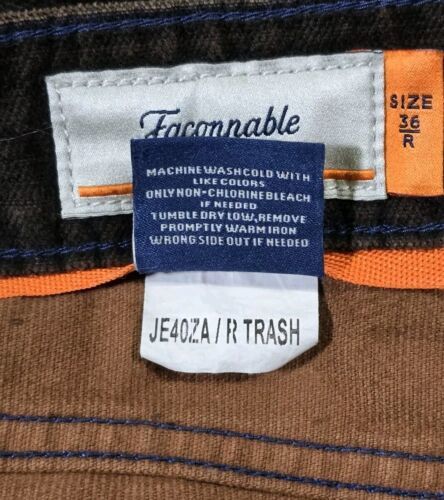 Façonnable
SIZE
36
R
MACHINE WASH COLD WITH
LIKE COLORS
ONLY NON-CHLORINE BLEACH
IF NEEDED
TUMBLE DRY LOW, REMOVE
PROMPTLY WARM IRON
WRONG SIDE OUT IF NEEDED
JE40ZA / R TRASH